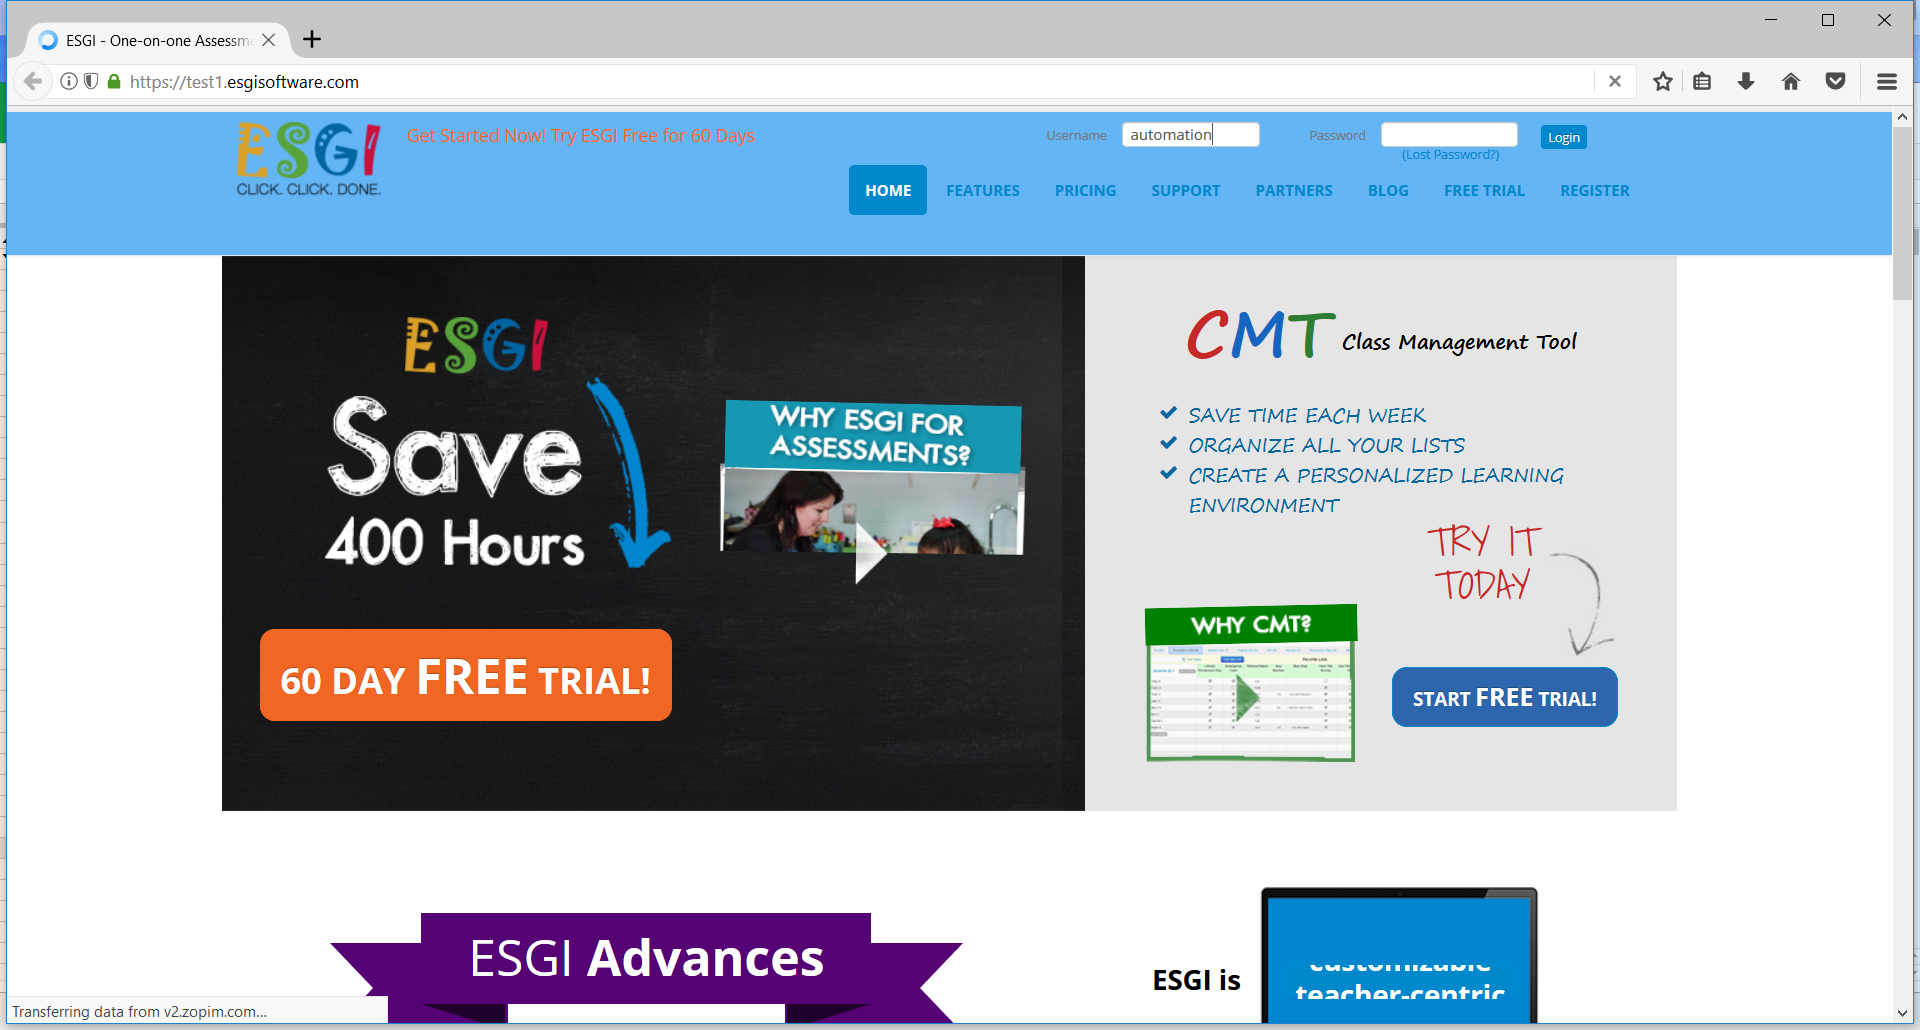 ESGI - One-on-one Assessm
https://test1.esgisoftware.com
ESGI
CLICK. CLICK. DONE.
Get Started Now! Try ESGI Free for 60 Days
Username automation Password Login
(Lost Password?)
HOME FEATURES PRICING SUPPORT PARTNERS BLOG FREE TRIAL REGISTER
ESGI
Save
400 Hours
WHY ESGI FOR
ASSESSMENTS?
60 DAY FREE TRIAL!
CMT Class Management Tool
SAVE TIME EACH WEEK
ORGANIZE ALL YOUR LISTS
CREATE A PERSONALIZED LEARNING
ENVIRONMENT
TRY IT
TODAY
WHY CMT?
START FREE TRIAL!
ESGI Advances
ESGI is
customizable
teacher-centric
Transferring data from v2.zopim.com...